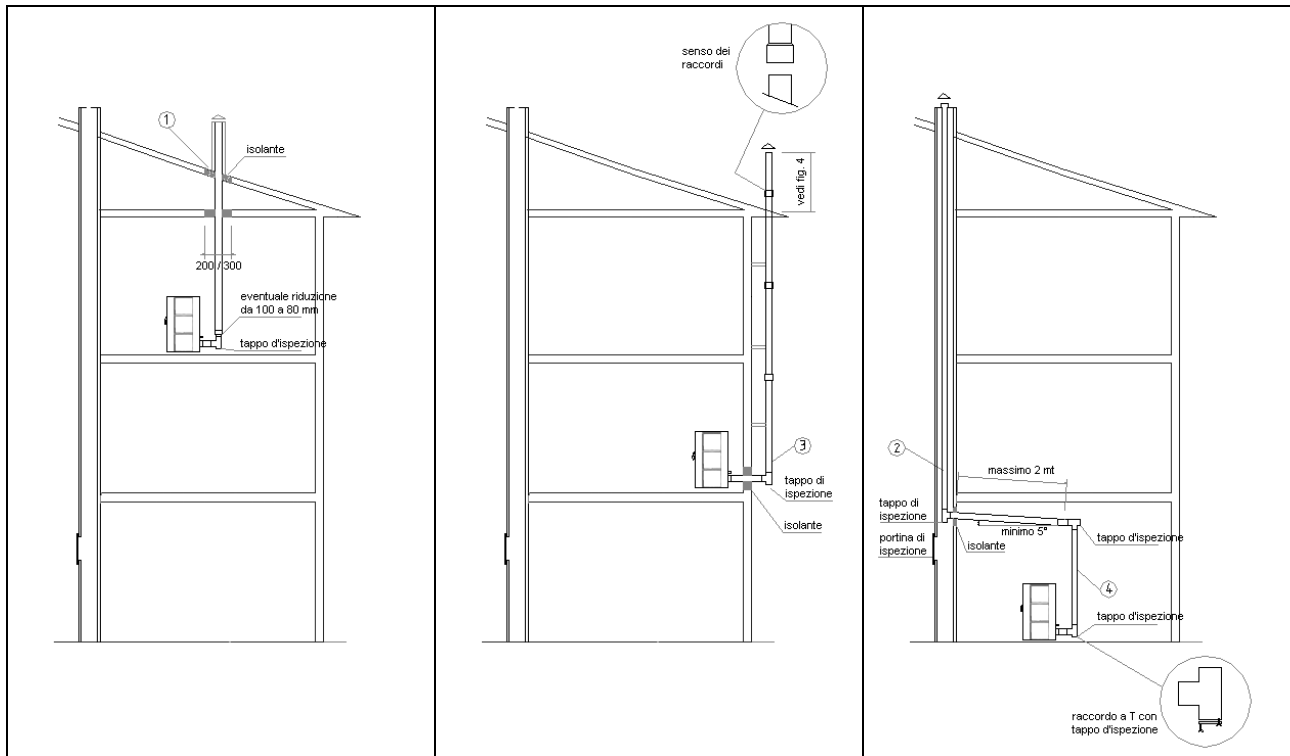 1
isolante
200 / 300
eventuale riduzione
da 100 a 80 mm
tappo d'ispezione
senso dei
raccordi
vedi fig. 4
3
tappo di
ispezione
isolante
2
massimo 2 mt
tappo di
ispezione
portina di
ispezione
isolante
minimo 5°
tappo d'ispezione
4
tappo d'ispezione
raccordo a T con
tappo d'ispezione